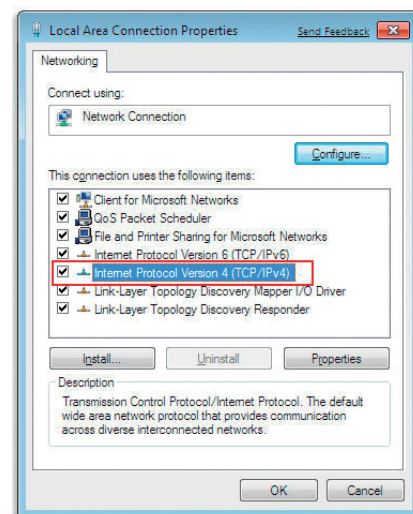 Local Area Connection Properties
Send Feedback
Networking
Connect using:
Network Connection
Configure...
This connection uses the following items:
Client for Microsoft Networks
QoS Packet Scheduler
File and Printer Sharing for Microsoft Networks
Internet Protocol Version 6 (TCP/IPv6)
Internet Protocol Version 4 (TCP/IPv4)
Link-Layer Topology Discovery Mapper I/O Driver
Link-Layer Topology Discovery Responder
Install...
Uninstall
Properties
Description
Transmission Control Protocol/Internet Protocol. The default
wide area network protocol that provides communication
across diverse interconnected networks.
OK
Cancel